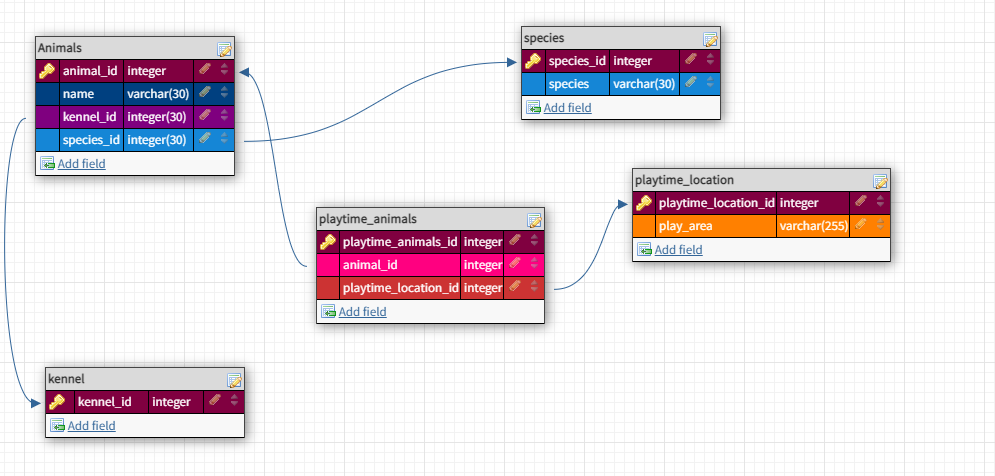 Animals
animal_id integer
name varchar(30)
kennel_id integer(30)
species_id integer(30)
Add field
species
species_id integer
species varchar(30)
Add field
playtime_location
playtime_location_id integer
play_area varchar(255)
Add field
playtime_animals
playtime_animals_id integer
animal_id integer
playtime_location_id integer
Add field
kennel
kennel_id integer
Add field